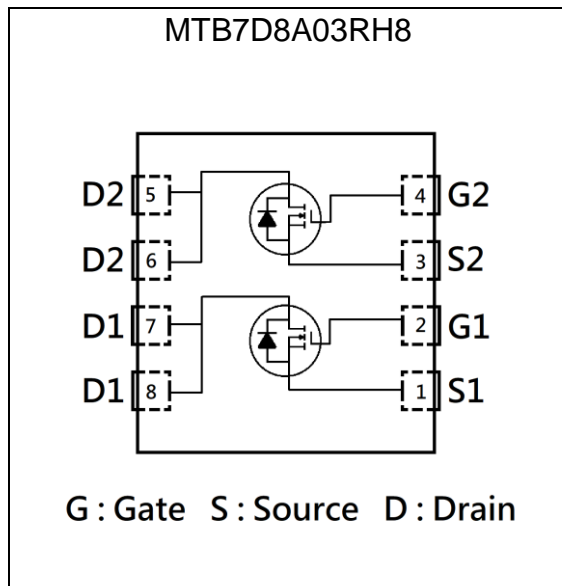 MTB7D8A03RH8
D2 5 4 G2
D2 6 3 S2
D1 7 2 G1
D1 8 1 S1
G : Gate S : Source D : Drain